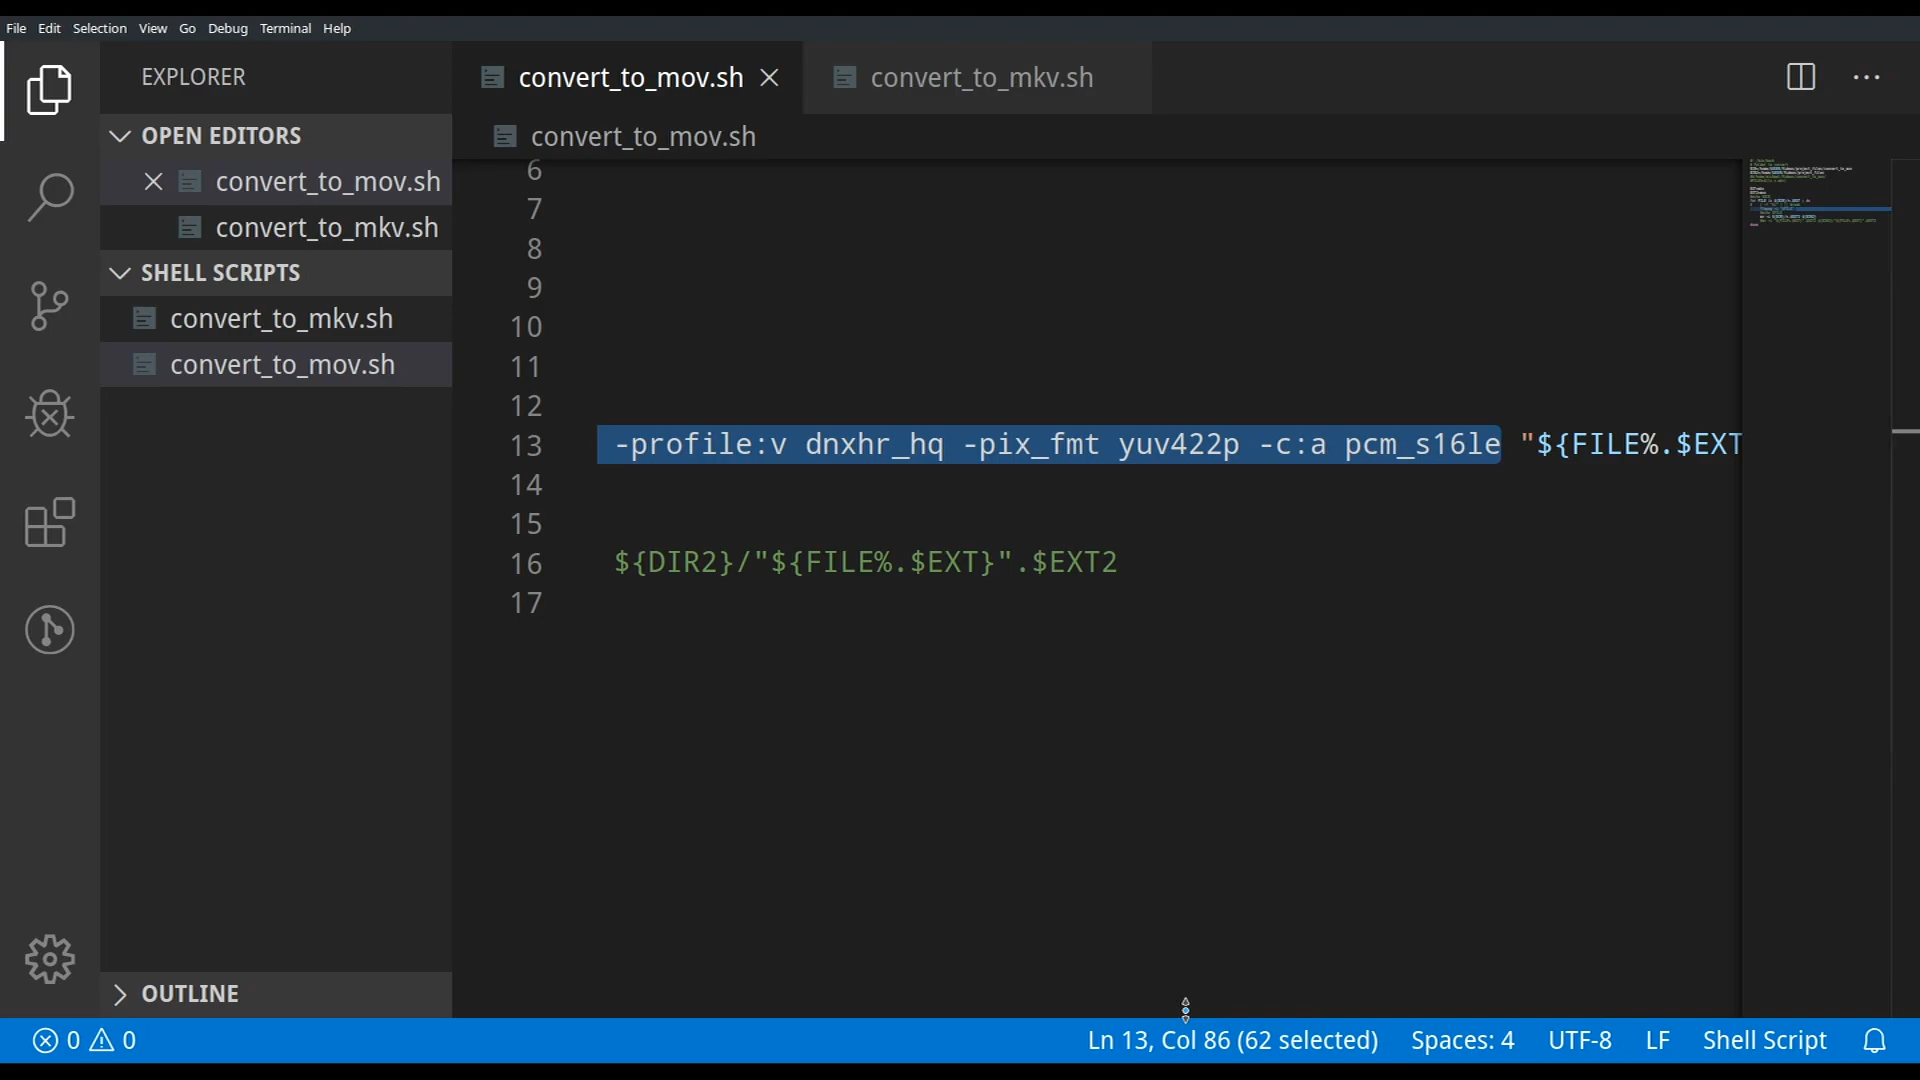 File Edit Selection View Go Debug Terminal Help
EXPLORER
OPEN EDITORS
convert_to_mov.sh
convert_to_mkv.sh
SHELL SCRIPTS
convert_to_mkv.sh
convert_to_mov.sh
OUTLINE
convert_to_mov.sh
convert_to_mkv.sh
convert_to_mov.sh
6
7
8
9
10
11
12
13 -profile:v dnxhr_hq -pix_fmt yuv422p -c:a pcm_s16le "${FILE%.$EXT
14
15
16 ${DIR2}/"${FILE%.$EXT}".$EXT2
17
0 0 Ln 13, Col 86 (62 selected) Spaces: 4 UTF-8 LF Shell Script